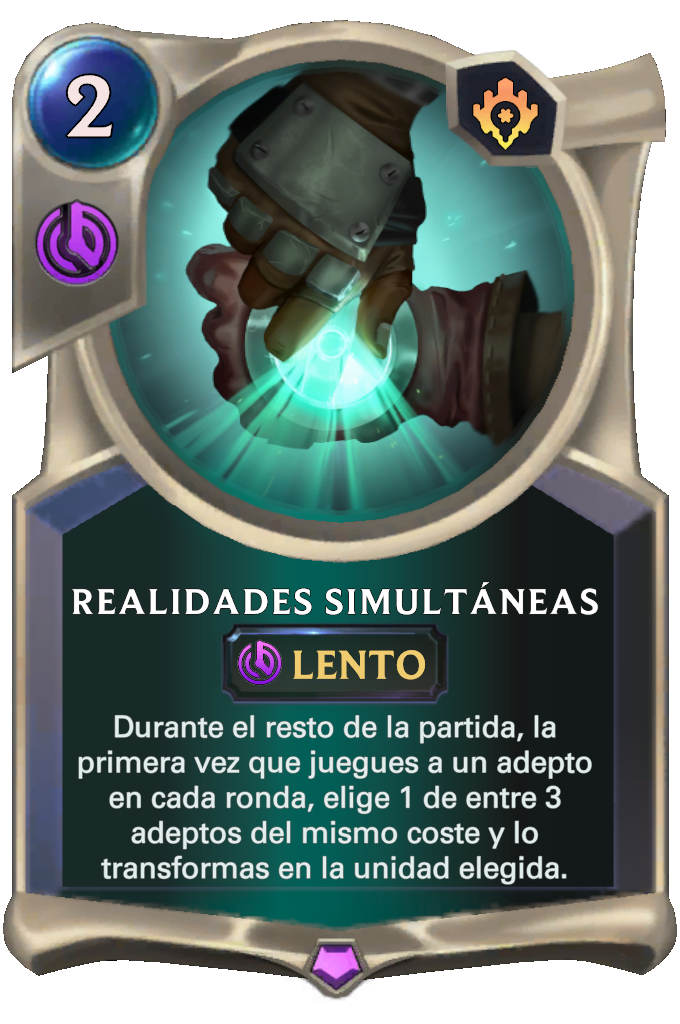 2
REALIDADES SIMULTÁNEAS
LENTO
Durante el resto de la partida, la
primera vez que juegues a un adepto
en cada ronda, elige 1 de entre 3
adeptos del mismo coste y lo
transformas en la unidad elegida.